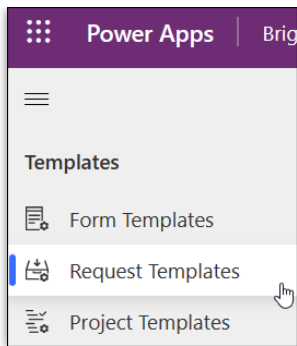 Power Apps Brig
Templates
Form Templates
Request Templates
Project Templates